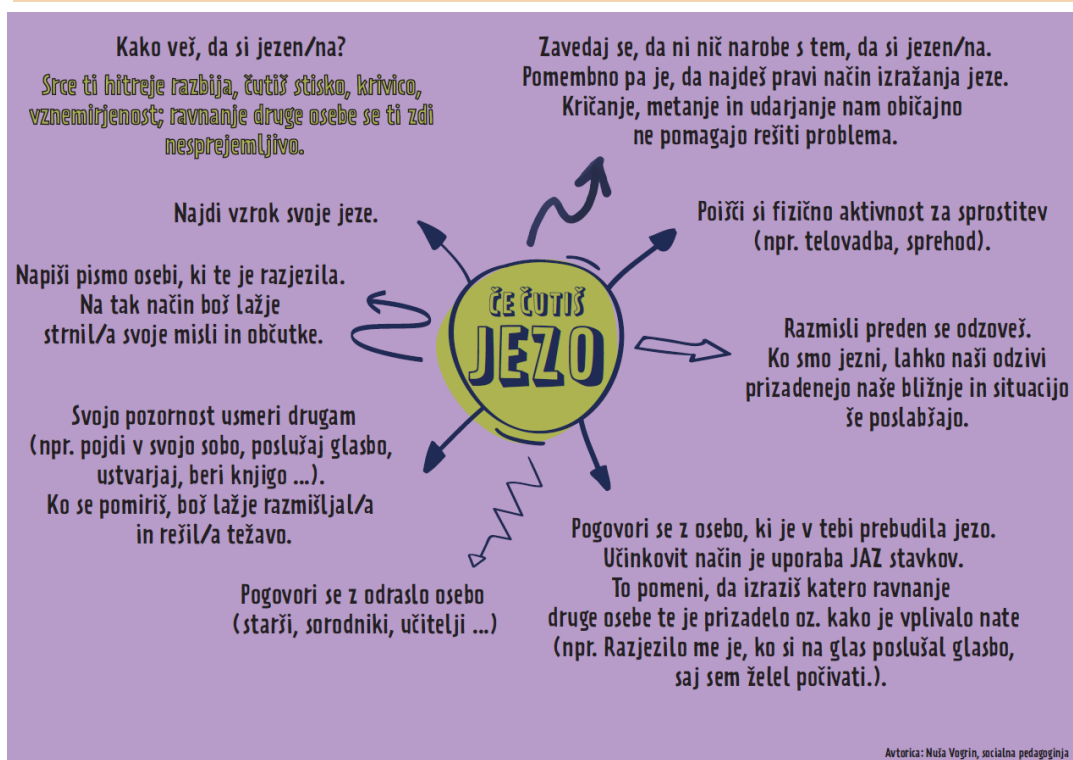 Kako veš, da si jezen/na?
Srce ti hitreje razbija, čutiš stisko, krivico,
vznemirjenost; ravnanje druge osebe se ti zdi
nesprejemljivo.
Zavedaj se, da ni nič narobe s tem, da si jezen/na.
Pomembno pa je, da najdeš pravi način izražanja jeze.
Kričanje, metanje in udarjanje nam običajno
ne pomagajo rešiti problema.
Najdi vzrok svoje jeze.
Poišči si fizično aktivnost za sprostitev
(npr. telovadba, sprehod).
Napiši pismo osebi, ki te je razjezila.
Na tak način boš lažje
strnil/a svoje misli in občutke.
ČE ČUTIŠ
JEZO
Razmisli preden se odzoveš.
Ko smo jezni, lahko naši odzivi
prizadenejo naše bližnje in situacijo
še poslabšajo.
Svojo pozornost usmeri drugam
(npr. pojdi v svojo sobo, poslušaj glasbo,
ustvarjaj, beri knjigo ...).
Ko se pomiriš, boš lažje razmišljal/a
in rešil/a težavo.
Pogovori se z odraslo osebo
(starši, sorodniki, učitelji ...)
Pogovori se z osebo, ki je v tebi prebudila jezo.
Učinkovit način je uporaba JAZ stavkov.
To pomeni, da izraziš katero ravnanje
druge osebe te je prizadelo oz. kako je vplivalo nate
(npr. Razjezilo me je, ko si na glas poslušal glasbo,
saj sem želel počivati.).
Avtorica: Nuša Vogrin, socialna pedagoginja